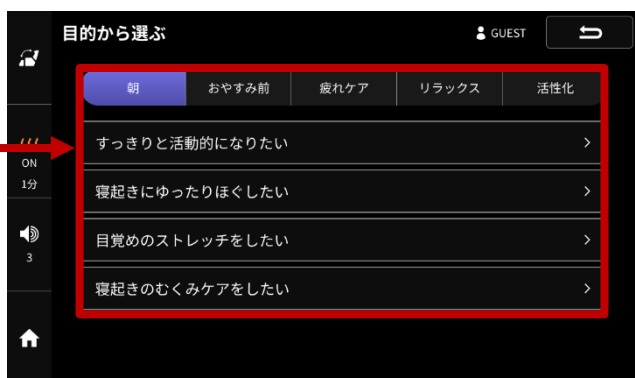 目的から選ぶ
GUEST
朝 おやすみ前 疲れケア リラックス 活性化
すっきりと活動的になりたい
ON
1分
寝起きにゆったりほぐしたい
目覚めのストレッチをしたい
3
寝起きのむくみケアをしたい